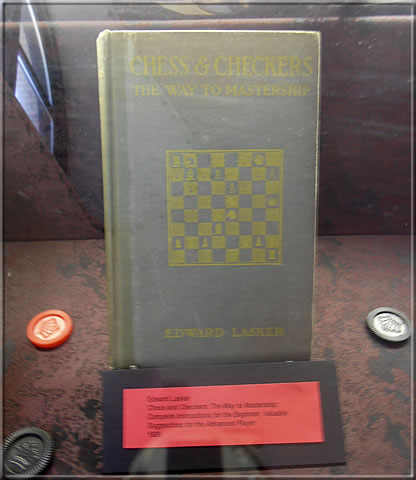 CHESS & CHECKERS
THE WAY TO MASTERSHIP
EDWARD LASKER
Edward Lasker
Chess and Checkers: The Way to Mastership:
Complete Instructions for the Beginner, Valuable
Suggestions for the Advanced Player